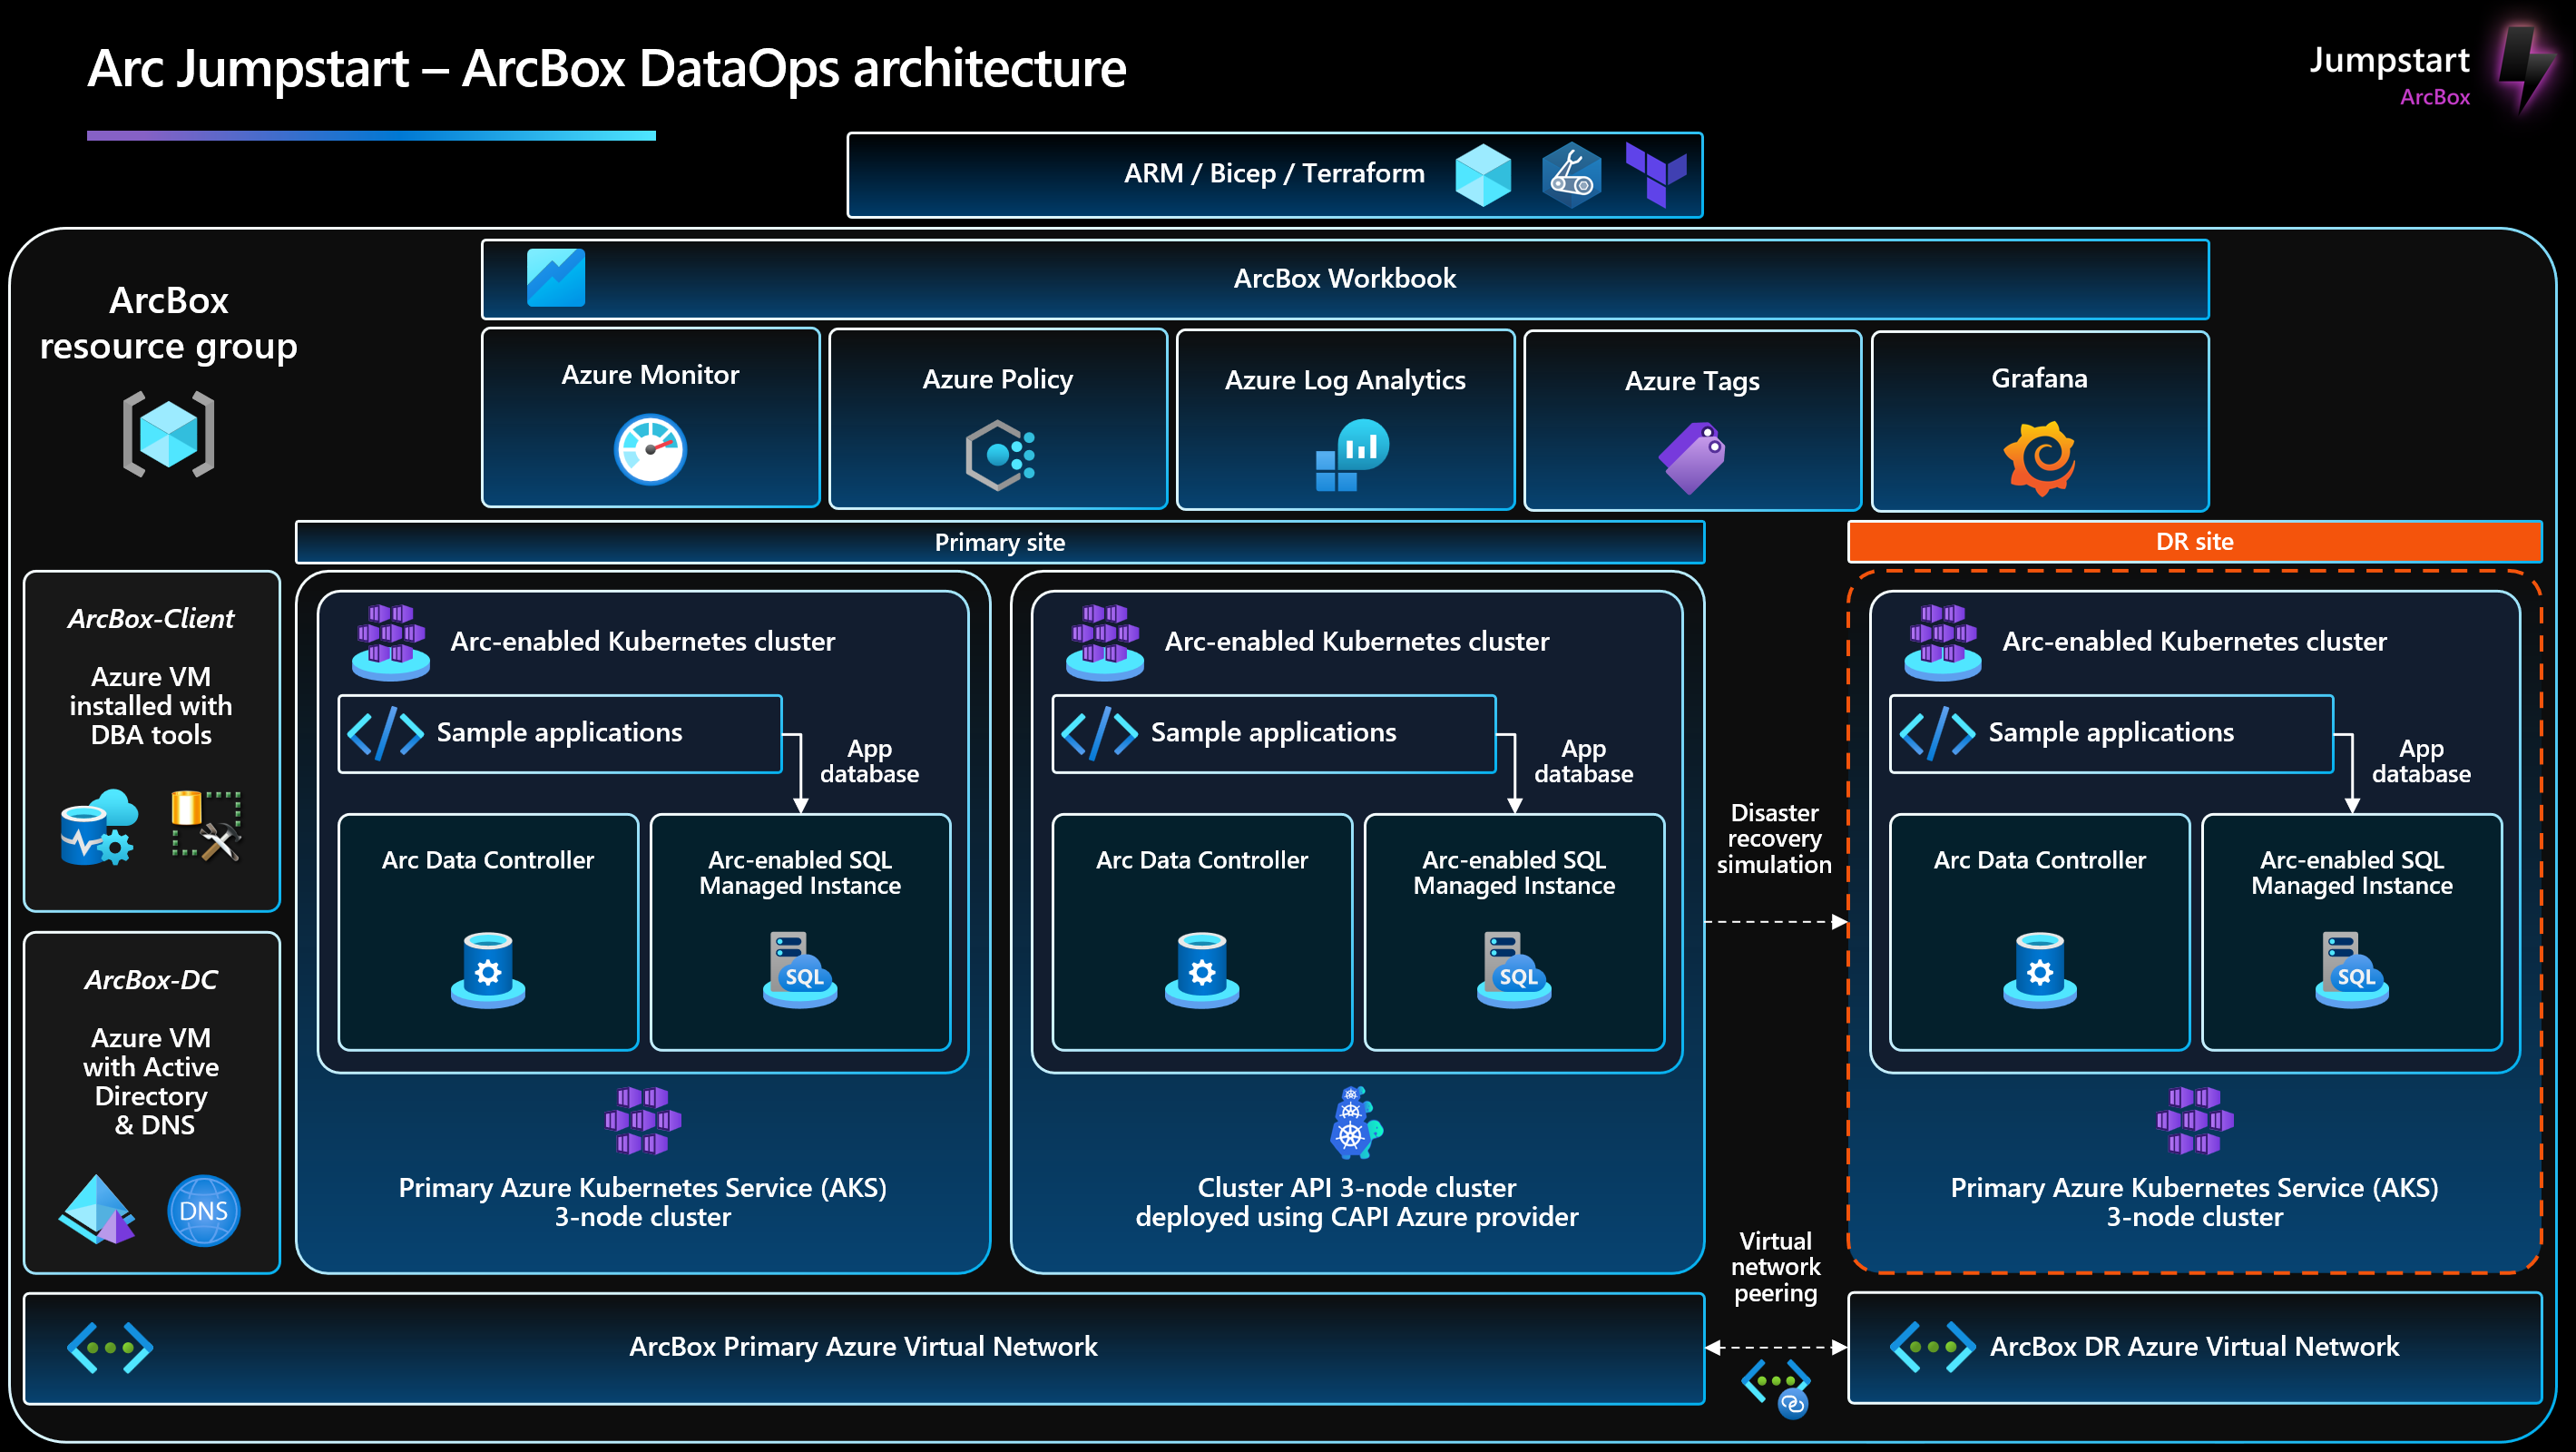 Arc Jumpstart – ArcBox DataOps architecture
Jumpstart
ArcBox
ARM / Bicep / Terraform
ArcBox
resource group
ArcBox Workbook
Azure Monitor
Azure Policy
Azure Log Analytics
Azure Tags
Grafana
Primary site
DR site
ArcBox-Client
Azure VM
installed with
DBA tools
ArcBox-DC
Azure VM
with Active
Directory
& DNS
DNS
Arc-enabled Kubernetes cluster
Sample applications
App
database
Arc Data Controller
Arc-enabled SQL
Managed Instance
SQL
Primary Azure Kubernetes Service (AKS)
3-node cluster
Arc-enabled Kubernetes cluster
Sample applications
App
database
Arc Data Controller
Arc-enabled SQL
Managed Instance
SQL
Cluster API 3-node cluster
deployed using CAPI Azure provider
Disaster
recovery
simulation
Arc-enabled Kubernetes cluster
Sample applications
App
database
Arc Data Controller
Arc-enabled SQL
Managed Instance
SQL
Primary Azure Kubernetes Service (AKS)
3-node cluster
Virtual
network
peering
ArcBox Primary Azure Virtual Network
ArcBox DR Azure Virtual Network